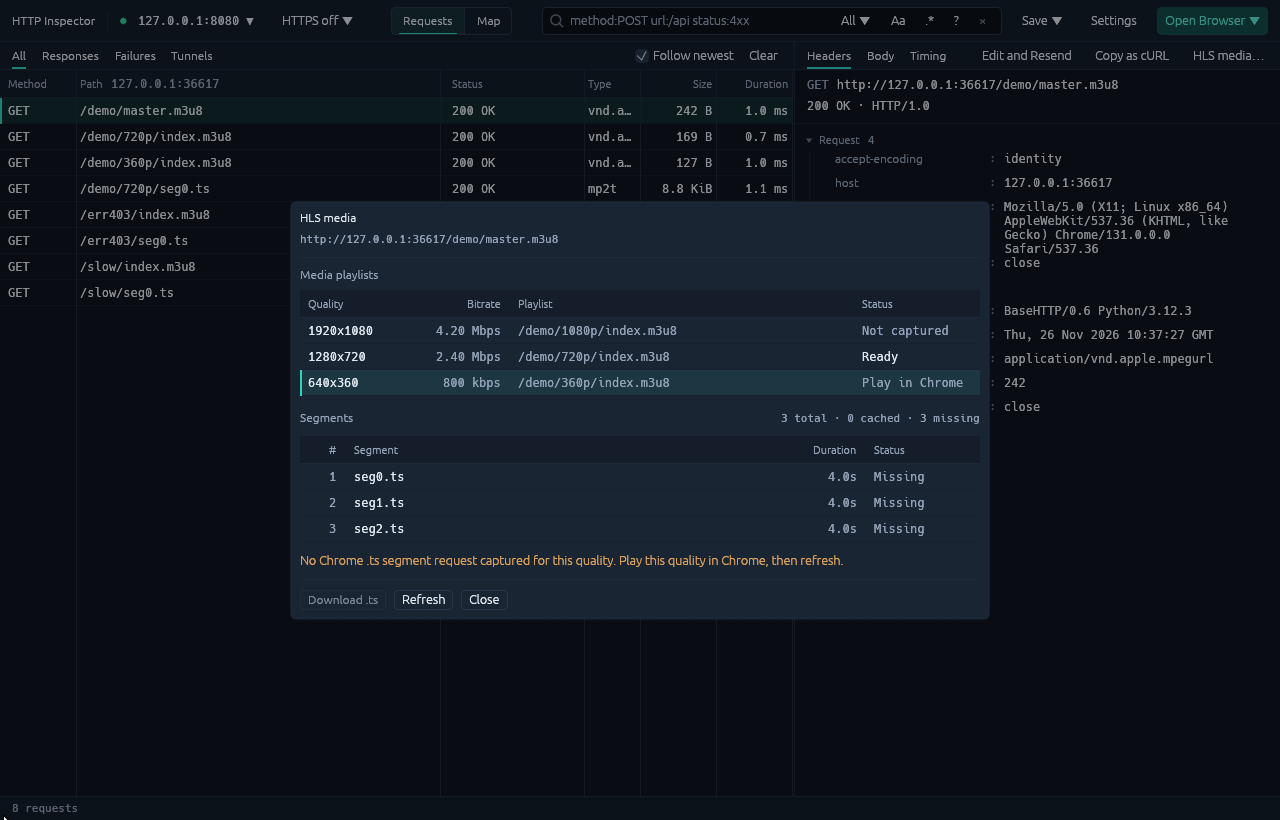 HTTP Inspector 127.0.0.1:8080 ▼ HTTPS off ▼ Requests Map method:POST url:/api status:4xx All ▼ Aa .* ? × Save ▼ Settings Open Browser ▼
All Responses Failures Tunnels Follow newest Clear Headers Body Timing Edit and Resend Copy as cURL HLS media…
Method Path 127.0.0.1:36617 Status Type Size Duration
GET http://127.0.0.1:36617/demo/master.m3u8
200 OK · HTTP/1.0
GET /demo/master.m3u8 200 OK vnd.a… 242 B 1.0 ms
GET /demo/720p/index.m3u8 200 OK vnd.a… 169 B 0.7 ms
GET /demo/360p/index.m3u8 200 OK vnd.a… 127 B 1.0 ms
GET /demo/720p/seg0.ts 200 OK mp2t 8.8 KiB 1.1 ms
GET /err403/index.m3u8
GET /err403/seg0.ts
GET /slow/index.m3u8
GET /slow/seg0.ts
Request 4
accept-encoding : identity
host : 127.0.0.1:36617
: Mozilla/5.0 (X11; Linux x86_64)
AppleWebKit/537.36 (KHTML, like
Gecko) Chrome/131.0.0.0
Safari/537.36
: close
: BaseHTTP/0.6 Python/3.12.3
: Thu, 26 Nov 2026 10:37:27 GMT
: application/vnd.apple.mpegurl
: 242
: close
HLS media
http://127.0.0.1:36617/demo/master.m3u8
Media playlists
Quality Bitrate Playlist Status
1920x1080 4.20 Mbps /demo/1080p/index.m3u8 Not captured
1280x720 2.40 Mbps /demo/720p/index.m3u8 Ready
640x360 800 kbps /demo/360p/index.m3u8 Play in Chrome
Segments 3 total · 0 cached · 3 missing
# Segment Duration Status
1 seg0.ts 4.0s Missing
2 seg1.ts 4.0s Missing
3 seg2.ts 4.0s Missing
No Chrome .ts segment request captured for this quality. Play this quality in Chrome, then refresh.
Download .ts Refresh Close
8 requests